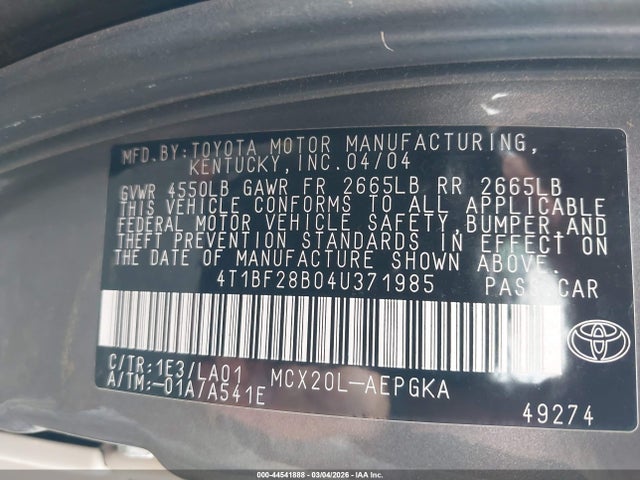 MFD.BY:TOYOTA MOTOR MANUFACTURING,
KENTUCKY,INC.04/04
GVWR 4550LB GAWR FR 2665LB RR 2665LB
THIS VEHICLE CONFORMS TO ALL APPLICABLE
FEDERAL MOTOR VEHICLE SAFETY,BUMPER,AND
THEFT PREVENTION STANDARDS IN EFFECT ON
THE DATE OF MANUFACTURE SHOWN ABOVE.
4T1BF28B04U371985 PASS.CAR
C/TR:1E3/LA01 MCX20L-AEPGKA
A/TM:-01A/A541E
49274
000-44541888 - 03/04/2026 - IAA Inc.